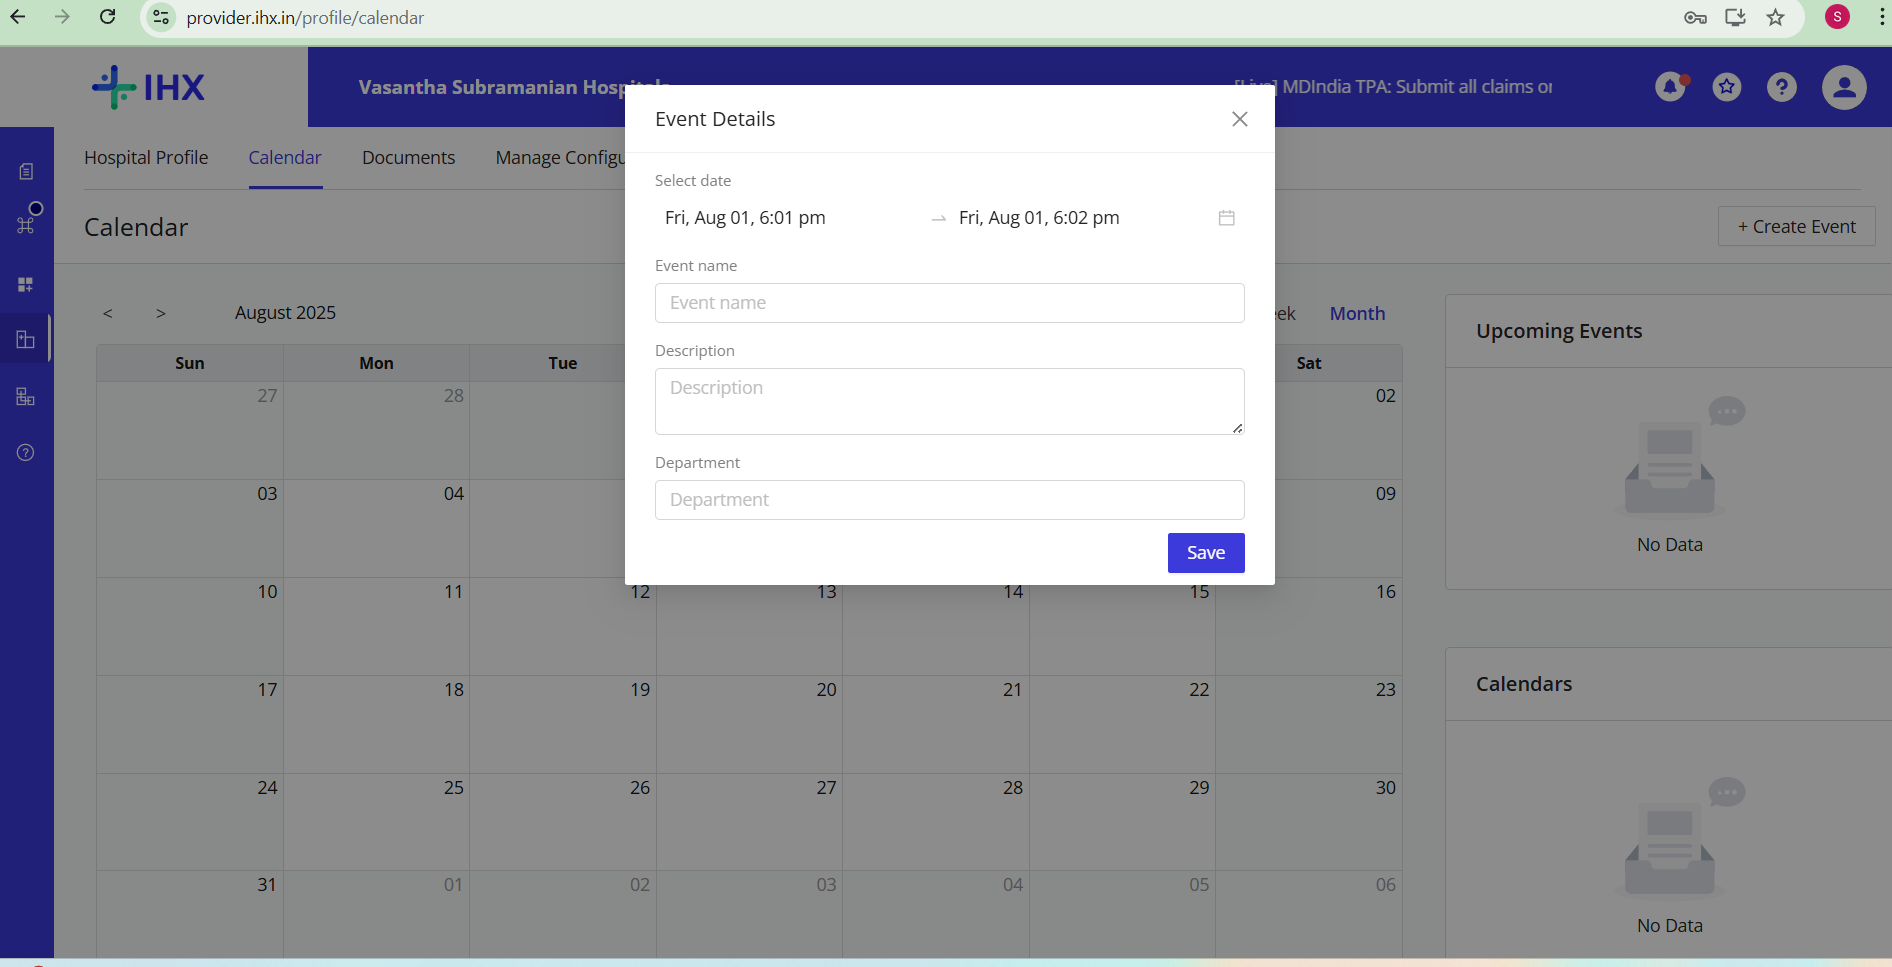 provider.ihx.in/profile/calendar
S
IHX
Vasantha Subramanian Hospitals
[Live] MDIndia TPA: Submit all claims or
?
Hospital Profile
Calendar
Documents
Manage Configu
Calendar
+ Create Event
Event Details
Select date
Fri, Aug 01, 6:01 pm → Fri, Aug 01, 6:02 pm
Event name
Event name
Description
Description
Department
Department
Save
< > August 2025
ek Month
Sun Mon Tue Sat
27 28 02
03 04 09
10 11 12 13 14 15 16
17 18 19 20 21 22 23
24 25 26 27 28 29 30
31 01 02 03 04 05 06
Upcoming Events
No Data
Calendars
No Data